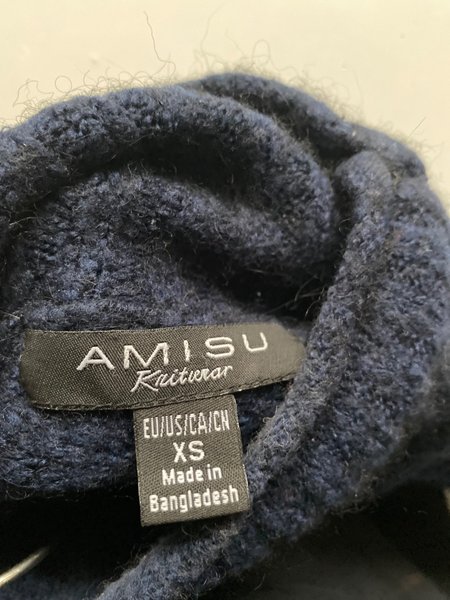 AMISU
Knitwear
EU/US/CA/CN
XS
Made in
Bangladesh